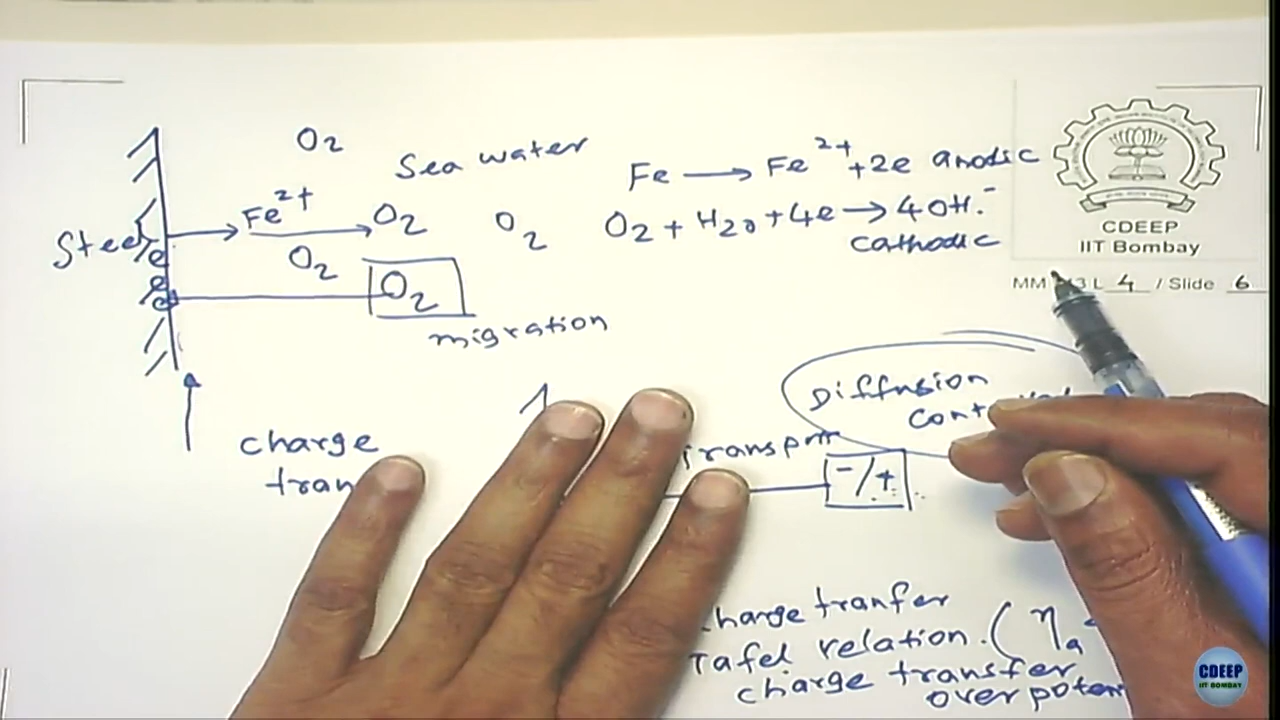 O2
Sea water
Fe → Fe2+ +2e anodic
Fe2+ → O2
O2
O2 + H2O + 4e → 4OH.-
cathodic
Steel
e
e
e
O2
O2
migration
CDEEP
IIT Bombay
MM 3 L 4 / Slide 6
Diffusion
charge
Transport
-/+
charge tranfer
Tafel relation. (ηa
charge transfer
CDEEP
IIT BOMBAY